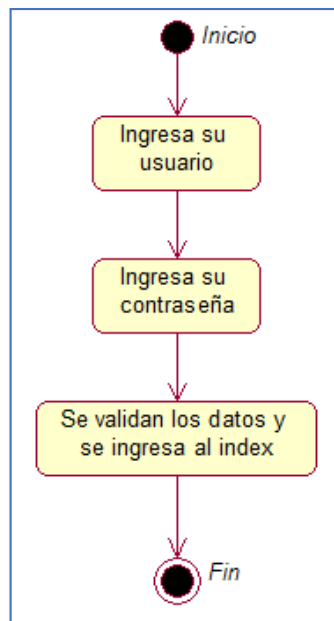 Inicio
Ingresa su
usuario
Ingresa su
contraseña
Se validan los datos y
se ingresa al index
Fin